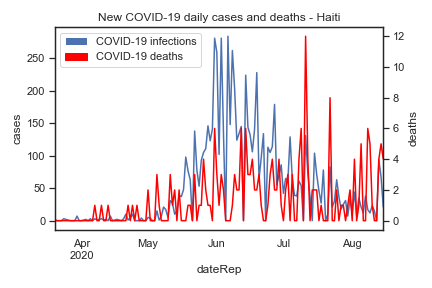 New COVID-19 daily cases and deaths - Haiti
COVID-19 infections
COVID-19 deaths
cases
250
200
150
100
50
0
deaths
12
10
8
6
4
2
0
Apr
2020
May
Jun
Jul
Aug
dateRep